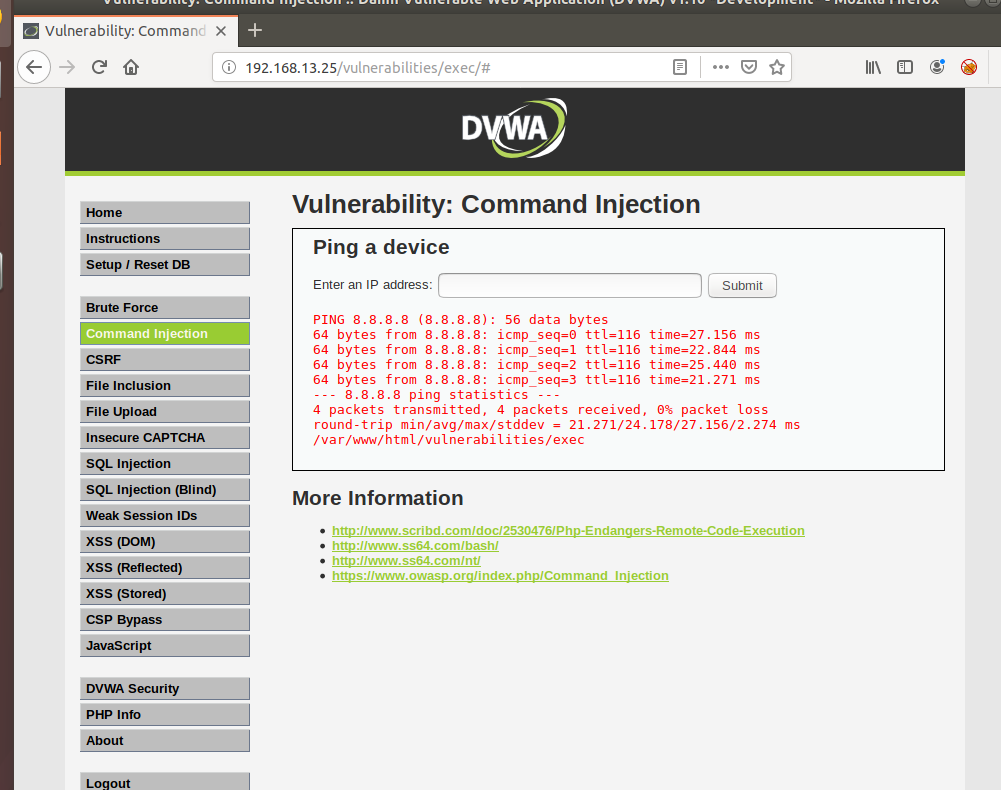 Vulnerability: Command Injection :: Damn Vulnerable Web Application (DVWA) v1.10 *Development* - Mozilla Firefox
Vulnerability: Command
192.168.13.25/vulnerabilities/exec/#
DVWA
Home
Instructions
Setup / Reset DB
Brute Force
Command Injection
CSRF
File Inclusion
File Upload
Insecure CAPTCHA
SQL Injection
SQL Injection (Blind)
Weak Session IDs
XSS (DOM)
XSS (Reflected)
XSS (Stored)
CSP Bypass
JavaScript
DVWA Security
PHP Info
About
Logout
Vulnerability: Command Injection
Ping a device
Enter an IP address:
Submit
PING 8.8.8.8 (8.8.8.8): 56 data bytes
64 bytes from 8.8.8.8: icmp_seq=0 ttl=116 time=27.156 ms
64 bytes from 8.8.8.8: icmp_seq=1 ttl=116 time=22.844 ms
64 bytes from 8.8.8.8: icmp_seq=2 ttl=116 time=25.440 ms
64 bytes from 8.8.8.8: icmp_seq=3 ttl=116 time=21.271 ms
--- 8.8.8.8 ping statistics ---
4 packets transmitted, 4 packets received, 0% packet loss
round-trip min/avg/max/stddev = 21.271/24.178/27.156/2.274 ms
/var/www/html/vulnerabilities/exec
More Information
http://www.scribd.com/doc/2530476/Php-Endangers-Remote-Code-Execution
http://www.ss64.com/bash/
http://www.ss64.com/nt/
https://www.owasp.org/index.php/Command_Injection